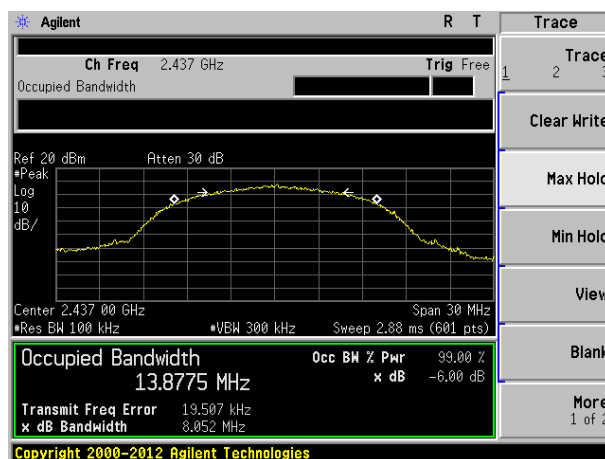 Agilent R T Trace
Ch Freq 2.437 GHz Trig Free
Occupied Bandwidth
Trace
1 2 3
Clear Write
Max Hold
Min Hold
View
Blank
More
1 of 2
Ref 20 dBm Atten 30 dB
#Peak
Log
10
dB/
Center 2.437 00 GHz Span 30 MHz
#Res BW 100 kHz #VBW 300 kHz Sweep 2.88 ms (601 pts)
Occupied Bandwidth Occ BW % Pwr 99.00 %
13.8775 MHz x dB -6.00 dB
Transmit Freq Error 19.507 kHz
x dB Bandwidth 8.052 MHz
Copyright 2000-2012 Agilent Technologies